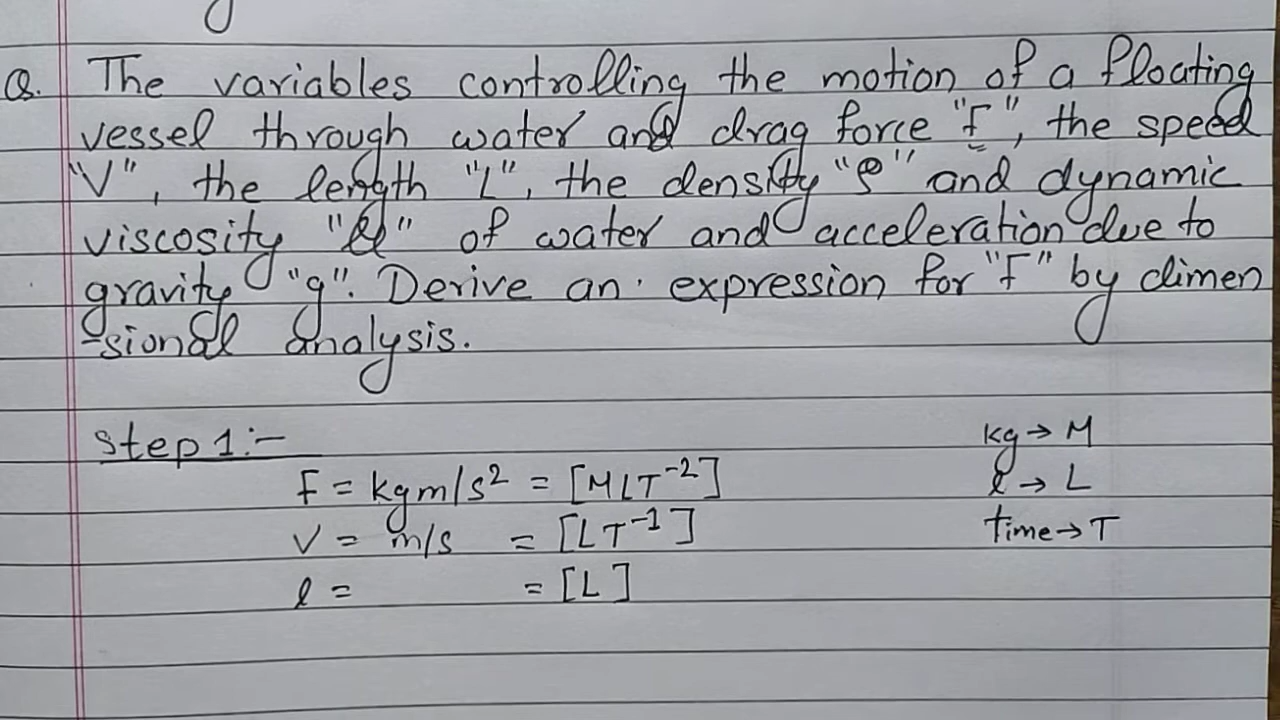 Q. The variables controlling the motion of a floating
vessel through water and drag force "F", the speed
"V", the length "L", the density "ρ" and dynamic
viscosity "μ" of water and acceleration due to
gravity "g". Derive an expression for "F" by dimen
-sional analysis.
Step 1:-
kg → M
F = kgm/s² = [MLT⁻²]
l → L
V = m/s = [LT⁻¹]
time → T
l = = [L]